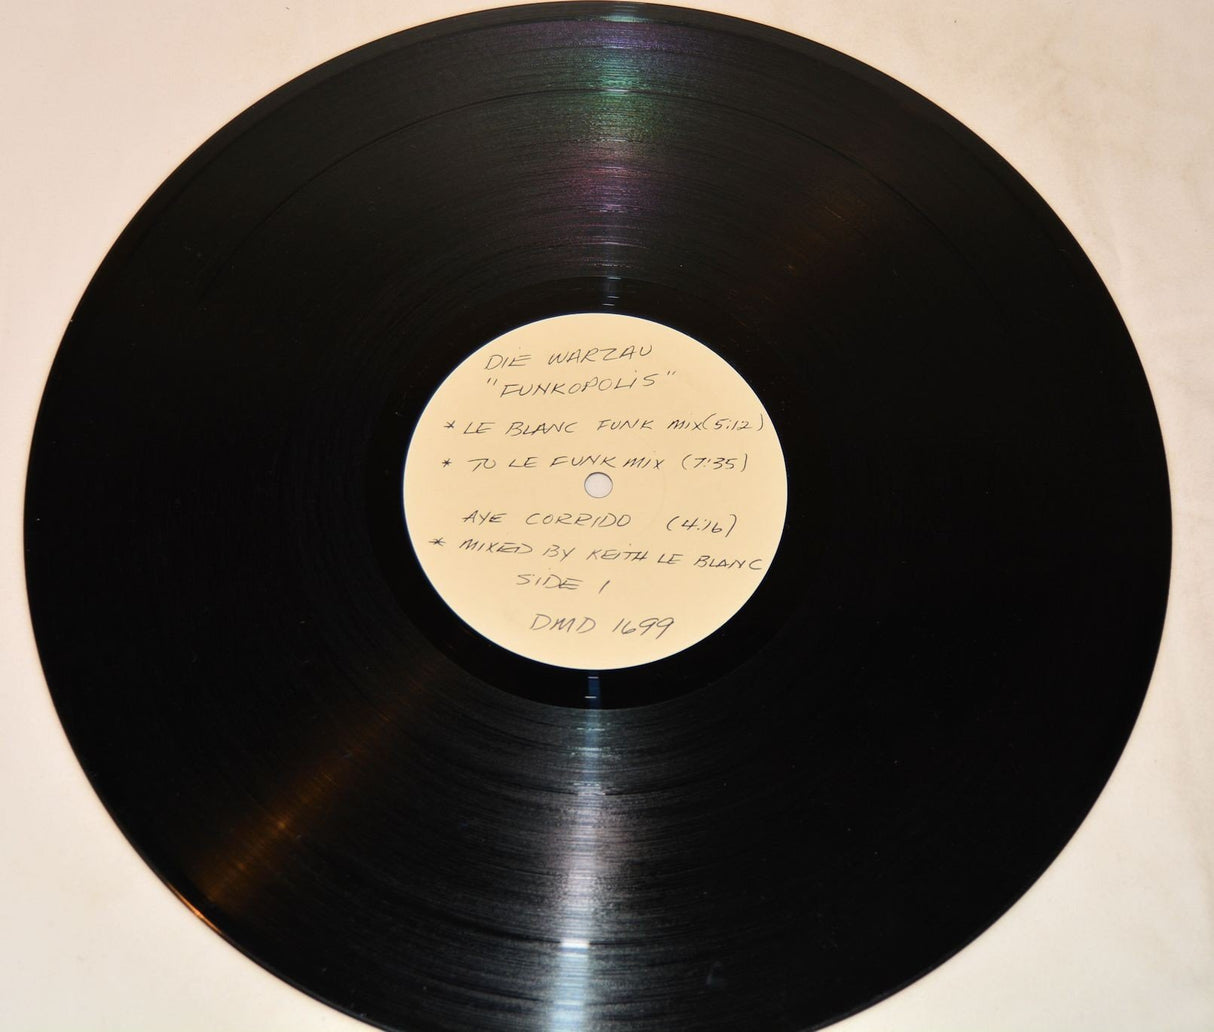 DIE WARZAU
"FUNKOPOLIS"
* LE BLANC FUNK MIX (5:12)
* TO LE FUNK MIX (7:35)
AYE CORRIDO (4:16)
* MIXED BY KEITH LE BLANC
SIDE 1
DMD 1699